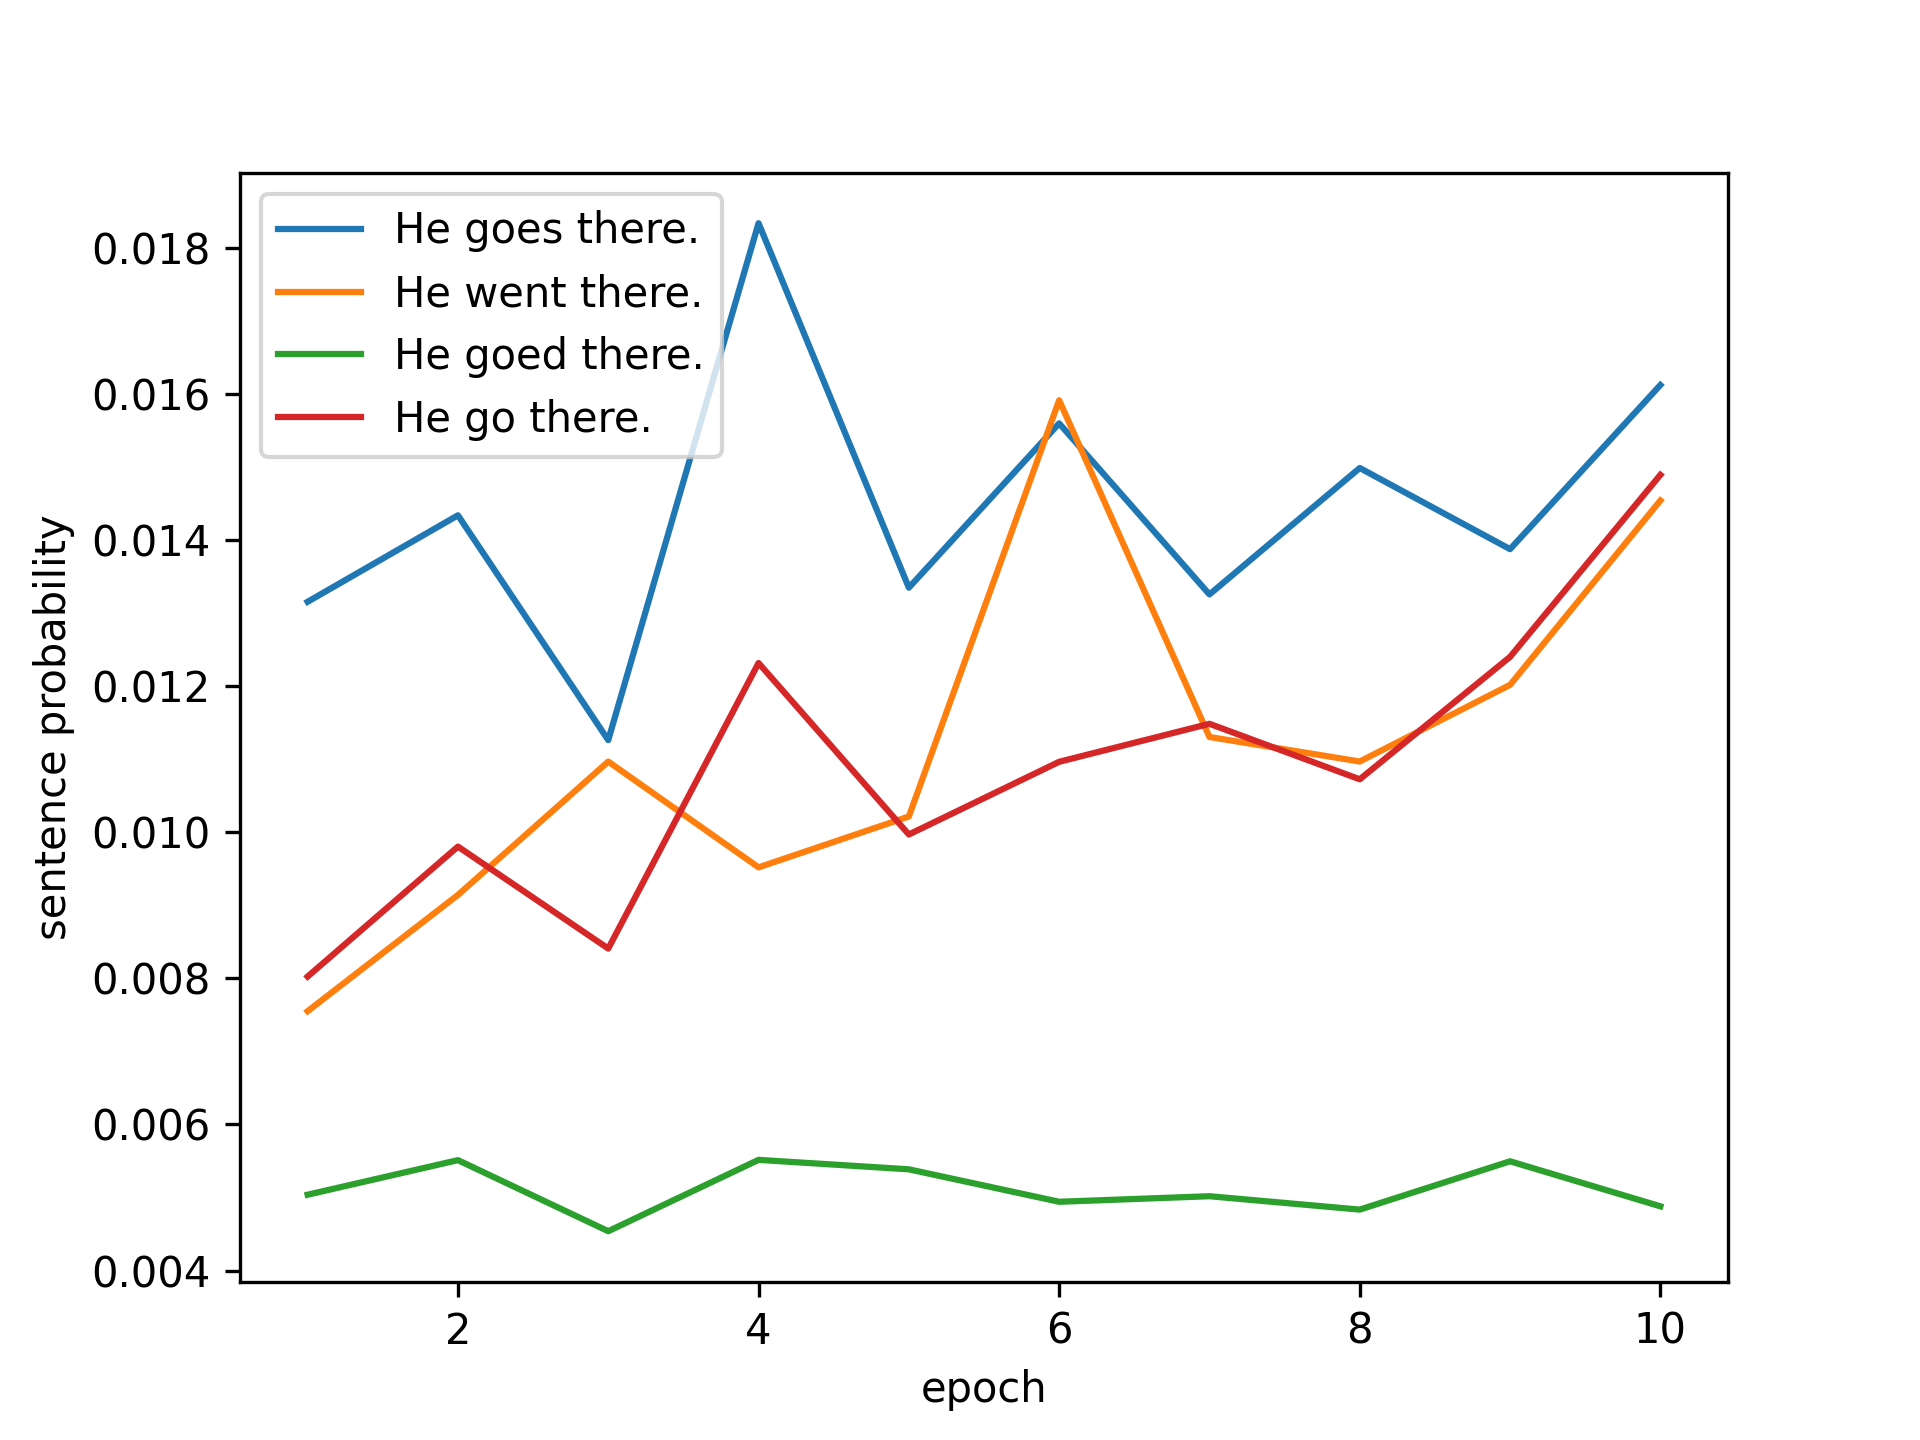 He goes there.
He went there.
He goed there.
He go there.
0.018
0.016
0.014
0.012
0.010
0.008
0.006
0.004
sentence probability
2 4 6 8 10
epoch